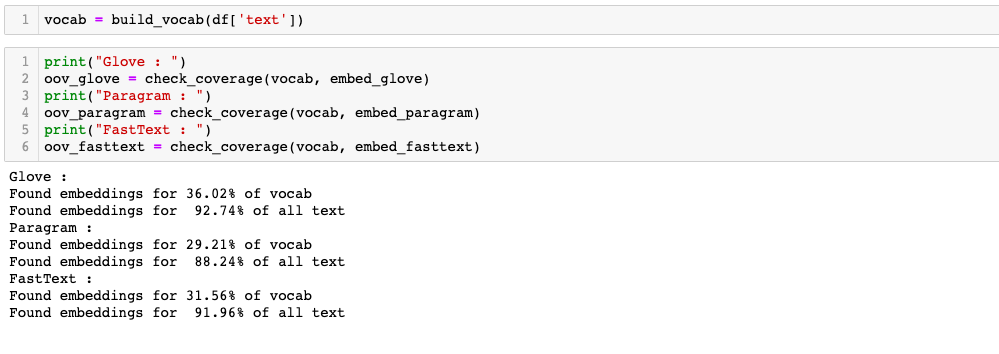 1 vocab = build_vocab(df['text'])
1 print("Glove : ")
2 oov_glove = check_coverage(vocab, embed_glove)
3 print("Paragram : ")
4 oov_paragram = check_coverage(vocab, embed_paragram)
5 print("FastText : ")
6 oov_fasttext = check_coverage(vocab, embed_fasttext)
Glove :
Found embeddings for 36.02% of vocab
Found embeddings for  92.74% of all text
Paragram :
Found embeddings for 29.21% of vocab
Found embeddings for  88.24% of all text
FastText :
Found embeddings for 31.56% of vocab
Found embeddings for  91.96% of all text